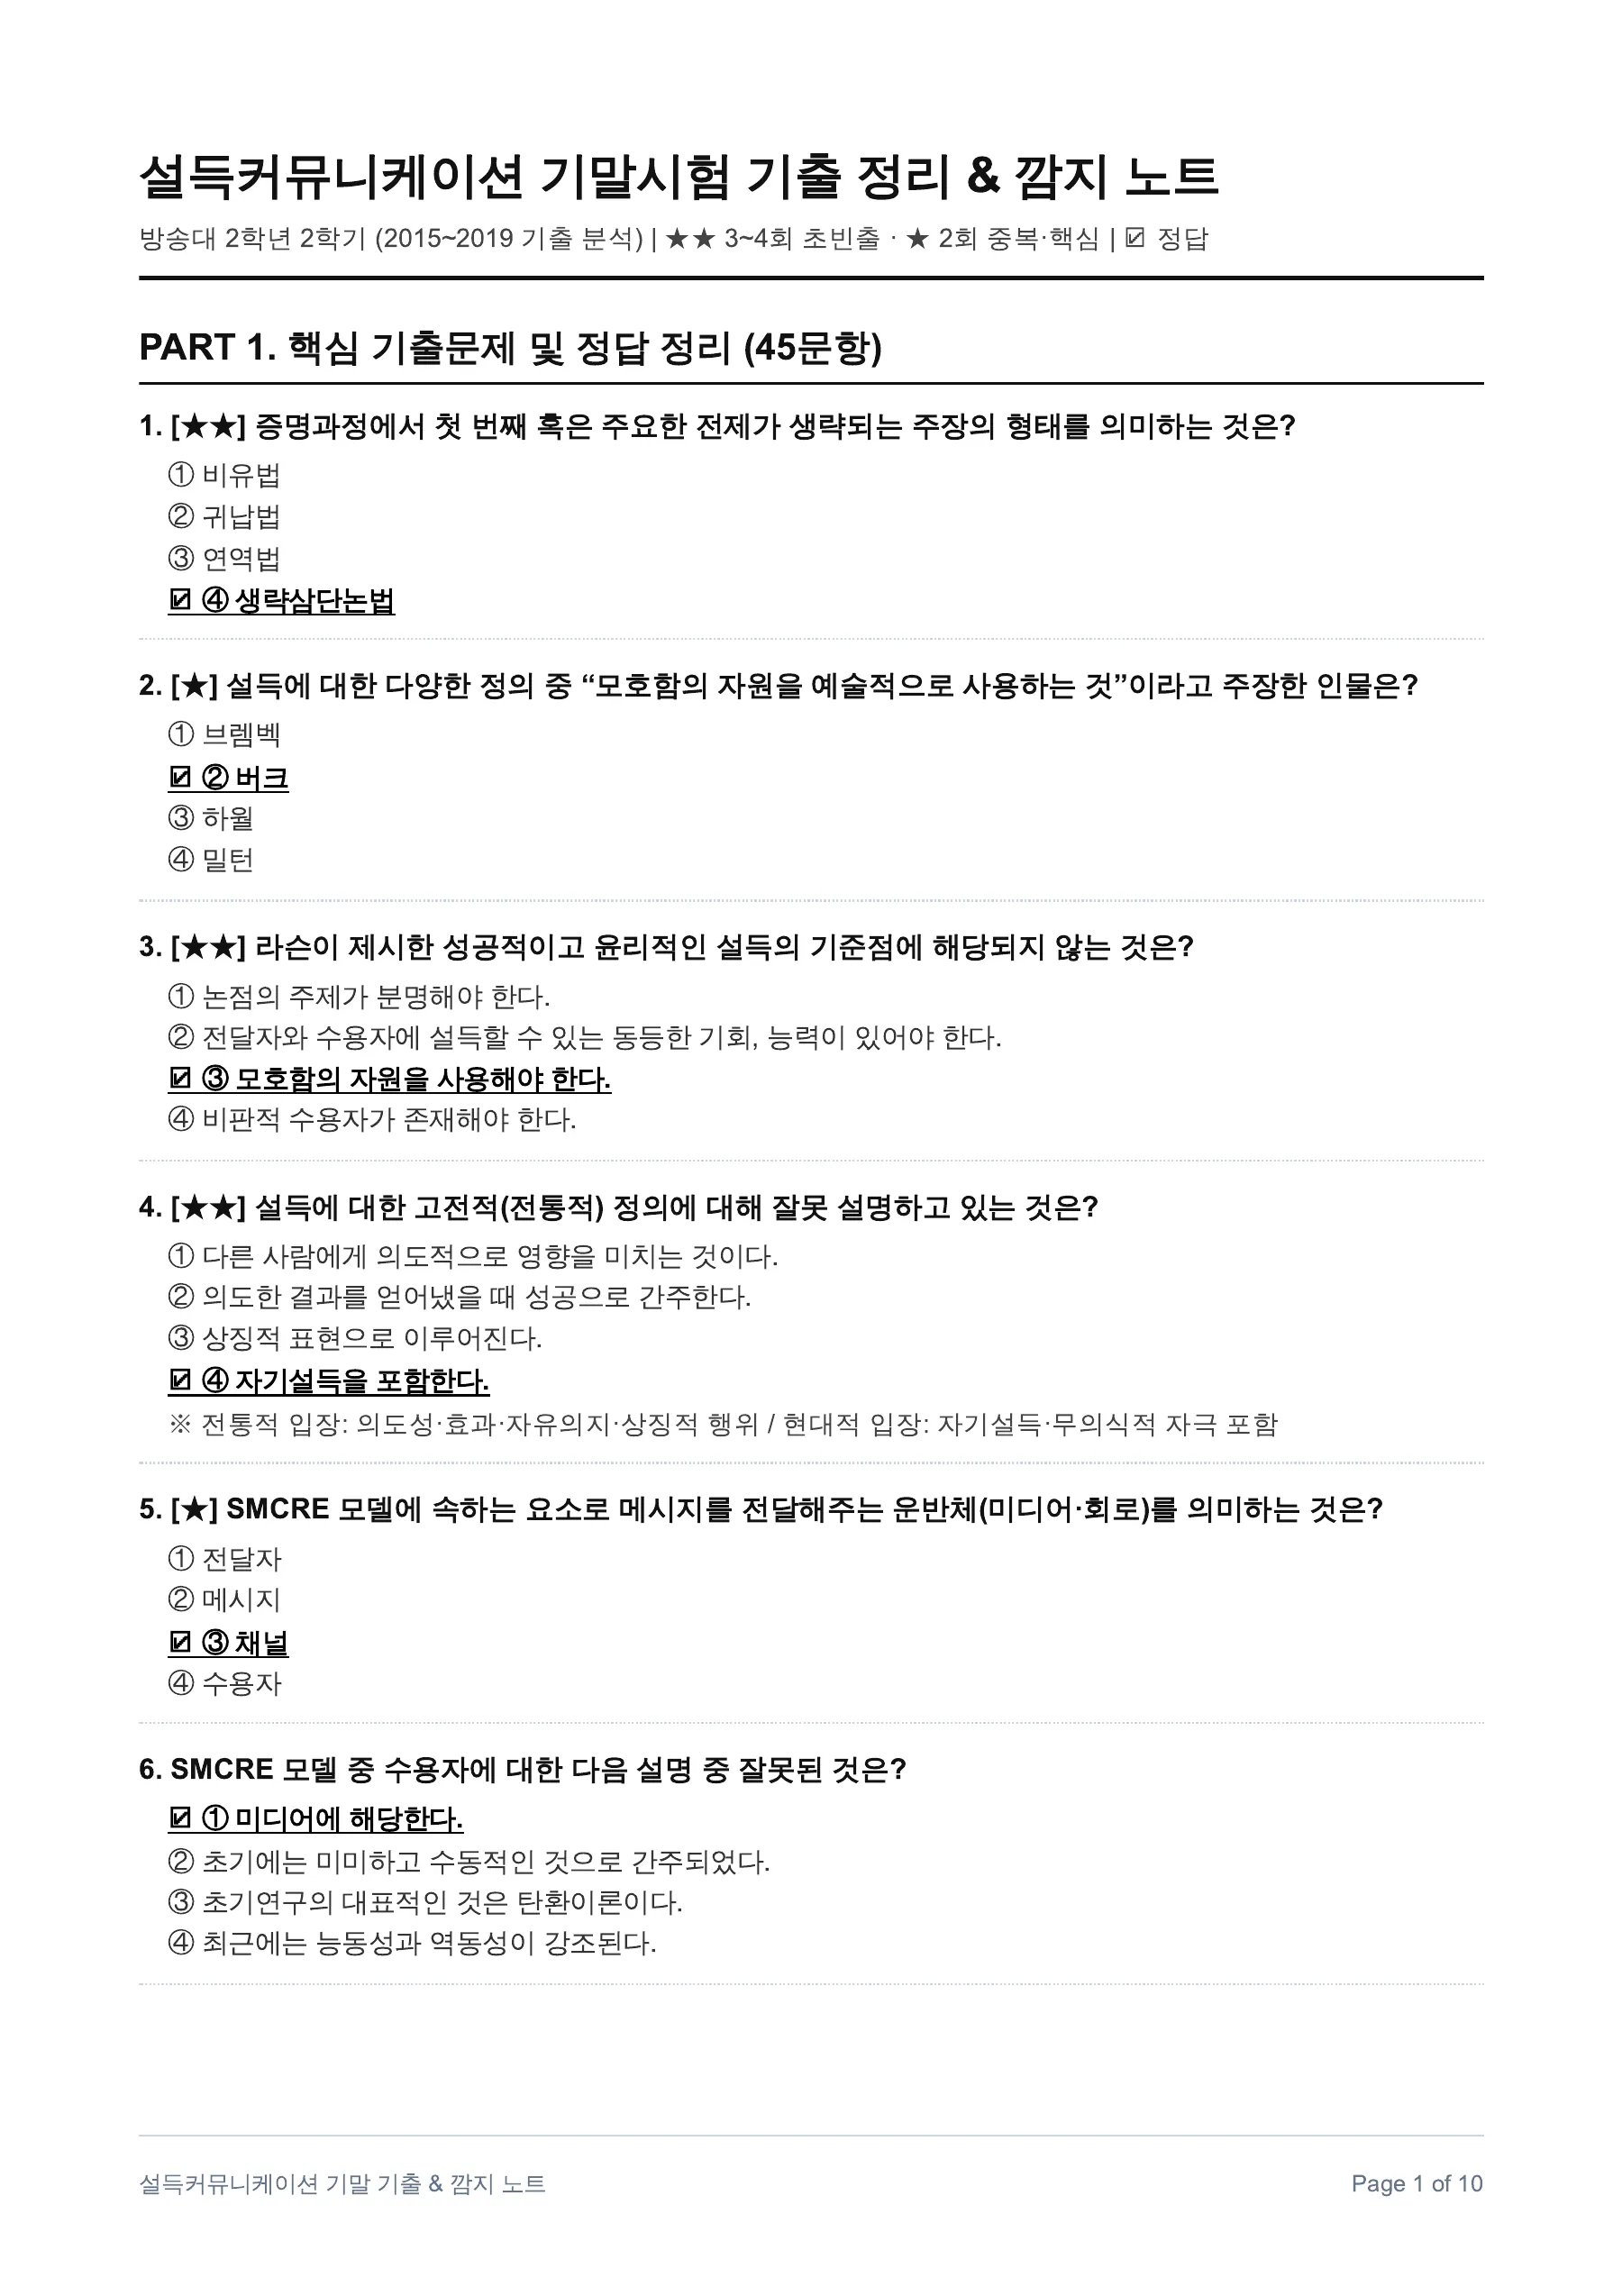 설득커뮤니케이션 기말시험 기출 정리 & 깜지 노트
방송대 2학년 2학기 (2015~2019 기출 분석) | ★★ 3~4회 초빈출 · ★ 2회 중복·핵심 | ☑ 정답
PART 1. 핵심 기출문제 및 정답 정리 (45문항)
1. [★★] 증명과정에서 첫 번째 혹은 주요한 전제가 생략되는 주장의 형태를 의미하는 것은?
① 비유법
② 귀납법
③ 연역법
☑ ④ 생략삼단논법
2. [★] 설득에 대한 다양한 정의 중 “모호함의 자원을 예술적으로 사용하는 것”이라고 주장한 인물은?
① 브렘벡
☑ ② 버크
③ 하월
④ 밀턴
3. [★★] 라슨이 제시한 성공적이고 윤리적인 설득의 기준점에 해당되지 않는 것은?
① 논점의 주제가 분명해야 한다.
② 전달자와 수용자에 설득할 수 있는 동등한 기회, 능력이 있어야 한다.
☑ ③ 모호함의 자원을 사용해야 한다.
④ 비판적 수용자가 존재해야 한다.
4. [★★] 설득에 대한 고전적(전통적) 정의에 대해 잘못 설명하고 있는 것은?
① 다른 사람에게 의도적으로 영향을 미치는 것이다.
② 의도한 결과를 얻어냈을 때 성공으로 간주한다.
③ 상징적 표현으로 이루어진다.
☑ ④ 자기설득을 포함한다.
※ 전통적 입장: 의도성·효과·자유의지·상징적 행위 / 현대적 입장: 자기설득·무의식적 자극 포함
5. [★] SMCRE 모델에 속하는 요소로 메시지를 전달해주는 운반체(미디어·회로)를 의미하는 것은?
① 전달자
② 메시지
☑ ③ 채널
④ 수용자
6. SMCRE 모델 중 수용자에 대한 다음 설명 중 잘못된 것은?
☑ ① 미디어에 해당한다.
② 초기에는 미미하고 수동적인 것으로 간주되었다.
③ 초기연구의 대표적인 것은 탄환이론이다.
④ 최근에는 능동성과 역동성이 강조된다.
설득커뮤니케이션 기말 기출 & 깜지 노트
Page 1 of 10